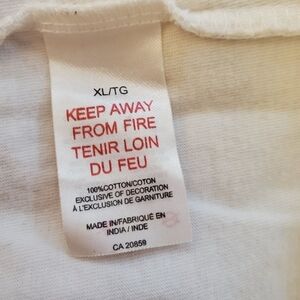 XL/TG
KEEP AWAY
FROM FIRE
TENIR LOIN
DU FEU
100%COTTON/COTON
EXCLUSIVE OF DECORATION
À L'EXCLUSION DE GARNITURE
MADE IN/FABRIQUÉ EN
INDIA / INDE
CA 20859